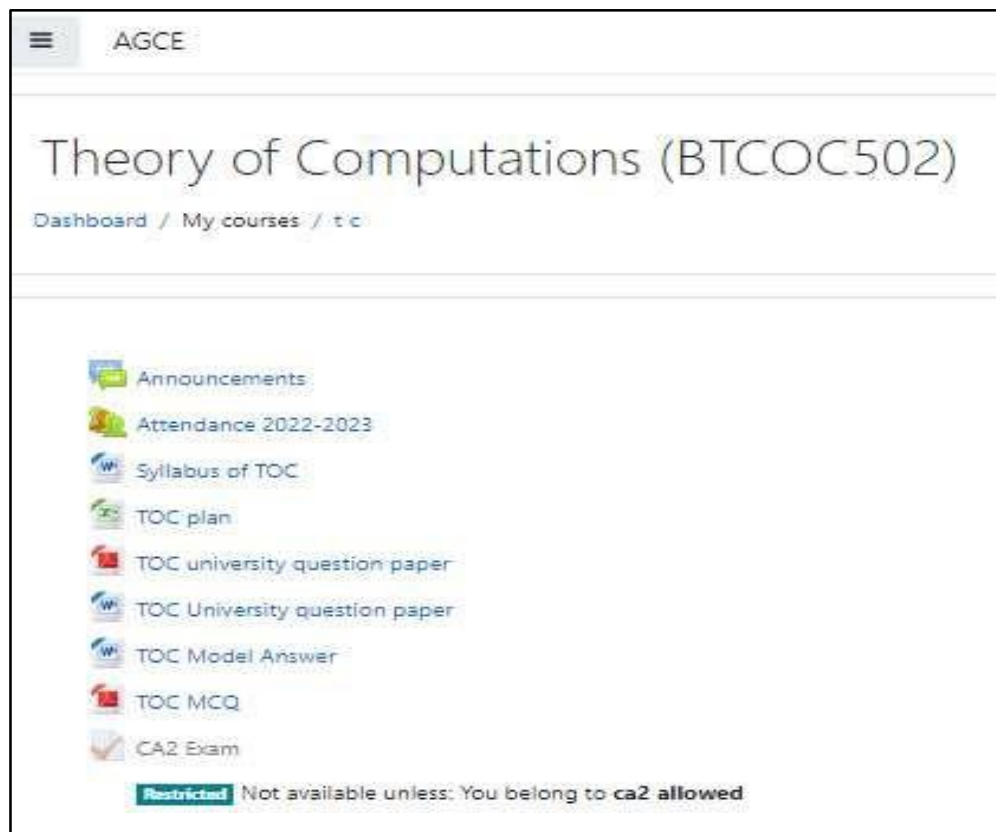 AGCE
Theory of Computations (BTCOC502)
Dashboard / My courses / t c
Announcements
Attendance 2022-2023
Syllabus of TOC
TOC plan
TOC university question paper
TOC University question paper
TOC Model Answer
TOC MCQ
CA2 Exam
Restricted Not available unless: You belong to ca2 allowed